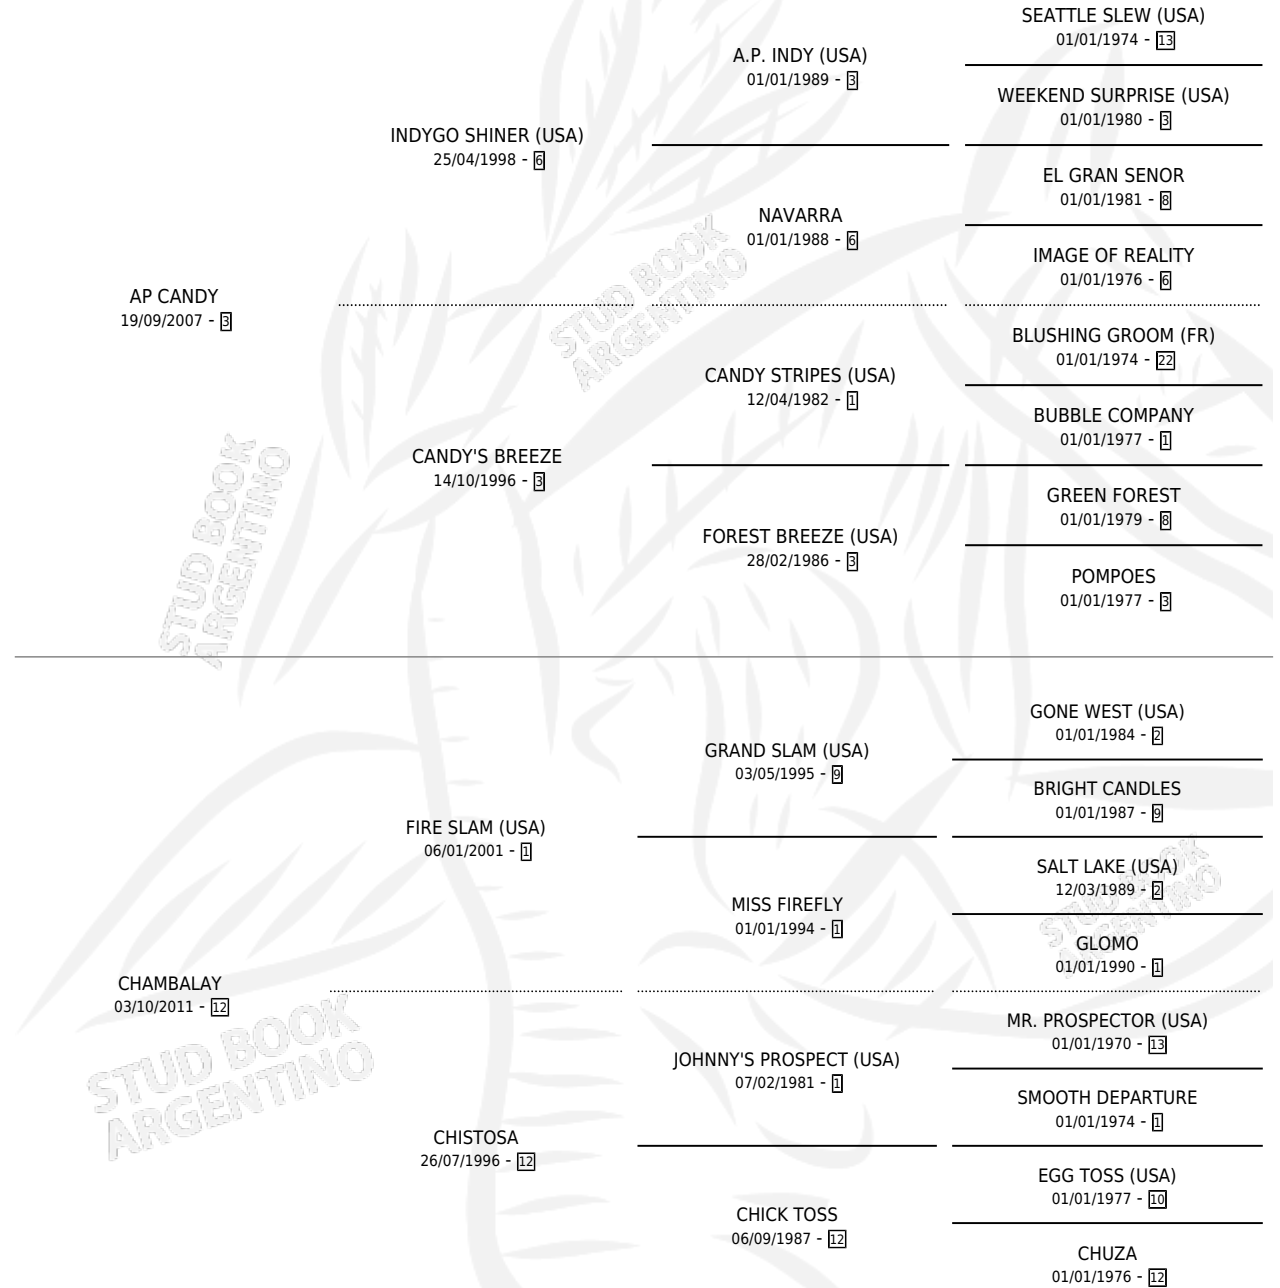 SEATTLE SLEW (USA)
01/01/1974 - 13
A.P. INDY (USA)
01/01/1989 - 3
WEEKEND SURPRISE (USA)
01/01/1980 - 3
INDYGO SHINER (USA)
25/04/1998 - 6
EL GRAN SENOR
01/01/1981 - 8
NAVARRA
01/01/1988 - 6
IMAGE OF REALITY
01/01/1976 - 6
AP CANDY
19/09/2007 - 3
BLUSHING GROOM (FR)
01/01/1974 - 22
CANDY STRIPES (USA)
12/04/1982 - 1
BUBBLE COMPANY
01/01/1977 - 1
CANDY'S BREEZE
14/10/1996 - 3
GREEN FOREST
01/01/1979 - 8
FOREST BREEZE (USA)
28/02/1986 - 3
POMPOES
01/01/1977 - 3
GONE WEST (USA)
01/01/1984 - 2
GRAND SLAM (USA)
03/05/1995 - 9
BRIGHT CANDLES
01/01/1987 - 9
FIRE SLAM (USA)
06/01/2001 - 1
SALT LAKE (USA)
12/03/1989 - 2
MISS FIREFLY
01/01/1994 - 1
GLOMO
01/01/1990 - 1
CHAMBALAY
03/10/2011 - 12
MR. PROSPECTOR (USA)
01/01/1970 - 13
JOHNNY'S PROSPECT (USA)
07/02/1981 - 1
SMOOTH DEPARTURE
01/01/1974 - 1
CHISTOSA
26/07/1996 - 12
EGG TOSS (USA)
01/01/1977 - 10
CHICK TOSS
06/09/1987 - 12
CHUZA
01/01/1976 - 12
STUD BOOK
ARGENTINO
STUD BOOK
ARGENTINO
STUD BOOK
ARGENTINO
STUD BOOK
ARGENTINO